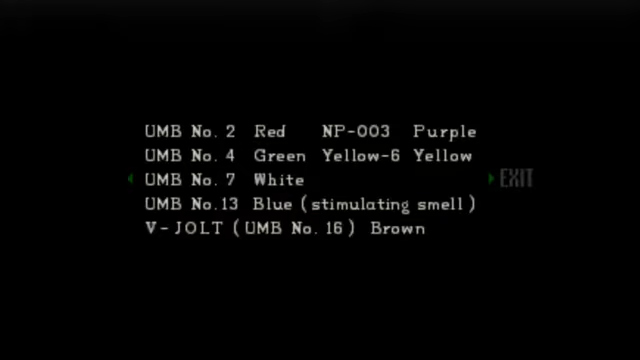 UMB No. 2 Red NP-003 Purple
UMB No. 4 Green Yellow-6 Yellow
UMB No. 7 White
EXIT
UMB No.13 Blue (stimulating smell)
V-JOLT (UMB No. 16) Brown